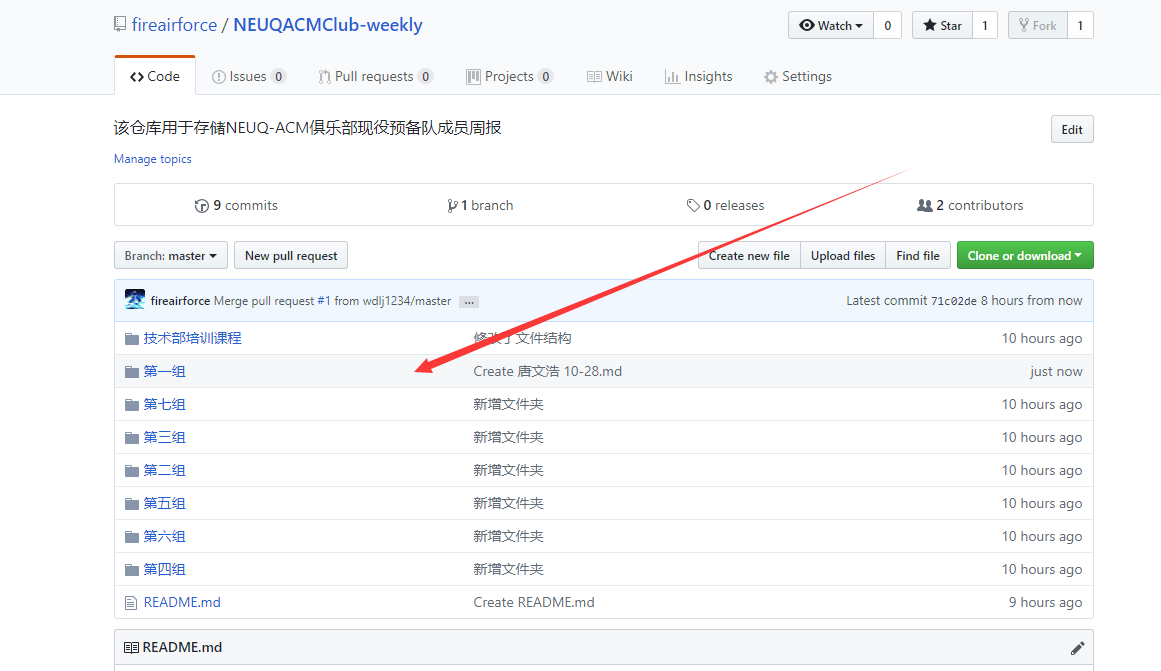 fireairforce / NEUQACMClub-weekly
Watch 0 Star 1 Fork 1
Code Issues 0 Pull requests 0 Projects 0 Wiki Insights Settings
该仓库用于存储NEUQ-ACM俱乐部现役预备队成员周报
Edit
Manage topics
9 commits 1 branch 0 releases 2 contributors
Branch: master New pull request Create new file Upload files Find file Clone or download
fireairforce Merge pull request #1 from wdlj1234/master ... Latest commit 71c02de 8 hours from now
技术部培训课程 修改了文件结构 10 hours ago
第一组 Create 唐文浩 10-28.md just now
第七组 新增文件夹 10 hours ago
第三组 新增文件夹 10 hours ago
第二组 新增文件夹 10 hours ago
第五组 新增文件夹 10 hours ago
第六组 新增文件夹 10 hours ago
第四组 新增文件夹 10 hours ago
README.md Create README.md 9 hours ago
README.md